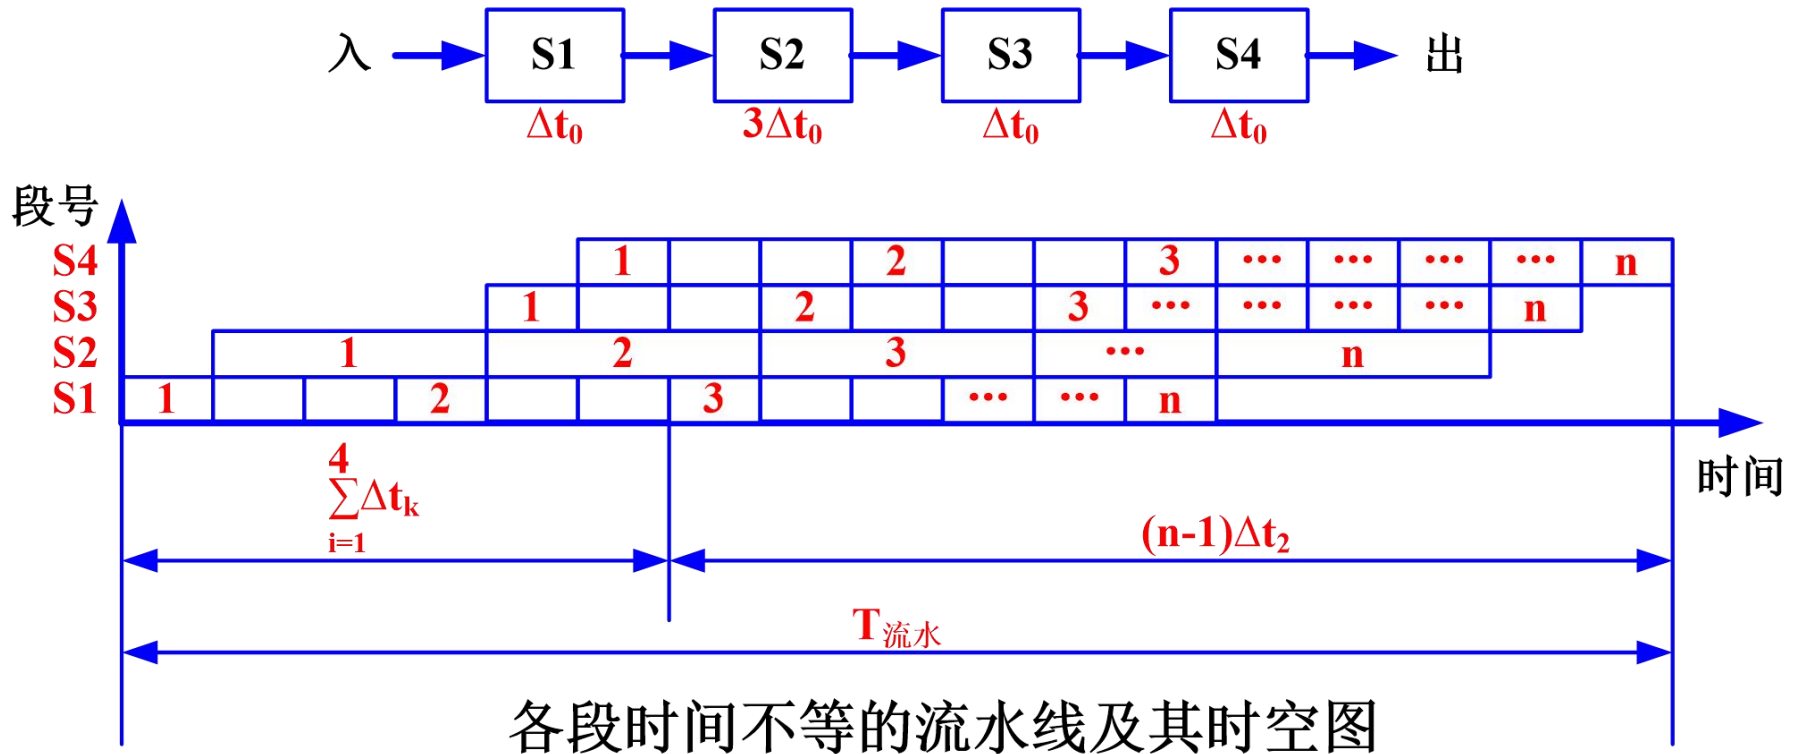 入 S1 S2 S3 S4 出
Δt₀ 3Δt₀ Δt₀ Δt₀
段号
S4 1 2 3 ··· ··· ··· ··· n
S3 1 2 3 ··· ··· ··· ··· n
S2 1 2 3 ··· n
S1 1 2 3 ··· ··· n
时间
4
∑Δtₖ
i=1
(n-1)Δt₂
T流水
各段时间不等的流水线及其时空图